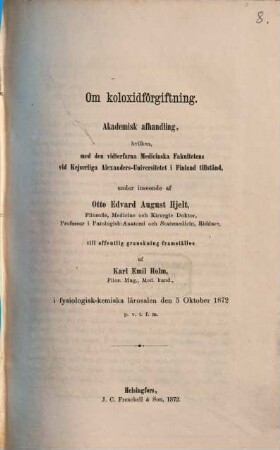 8.
Om koloxidförgiftning.
Akademisk afhandling,
hvilken,
med den vidterfarna Medicinska Fakultetens
vid Kejserliga Alexanders-Universitetet i Finland tillstånd,
under inseende af
Otto Edvard August Hjelt,
Filosofie, Medicine och Kirurgie Doktor,
Professor i Patologisk-Anatomi och Statsmedicin, Riddare,
till offentlig granskning framställes
af
Karl Emil Holm,
Filos. Mag., Med. kand.,
i fysiologisk-kemiska lärosalen den 5 Oktober 1872
p. v. t. f. m.
Helsingfors,
J. C. Frenckell & Son, 1872.